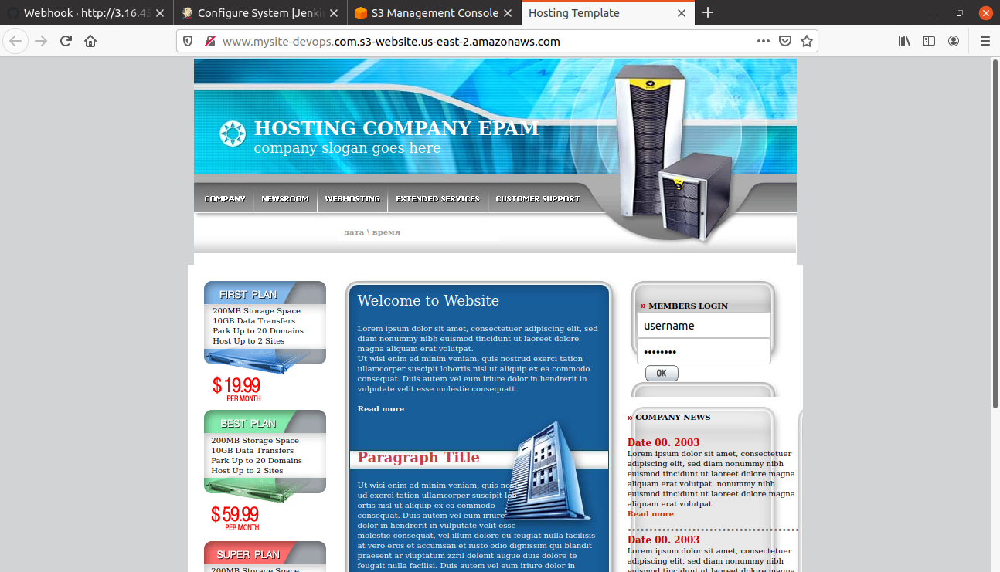 Webhook · http://3.16.45
Configure System [Jenki
S3 Management Console
Hosting Template
www.mysite-devops.com.s3-website.us-east-2.amazonaws.com
HOSTING COMPANY EPAM
company slogan goes here
COMPANY
NEWSROOM
WEBHOSTING
EXTENDED SERVICES
CUSTOMER SUPPORT
дата \ время
FIRST PLAN
200MB Storage Space
10GB Data Transfers
Park Up to 20 Domains
Host Up to 2 Sites
$19.99
PER MONTH
BEST PLAN
200MB Storage Space
10GB Data Transfers
Park Up to 20 Domains
Host Up to 2 Sites
$59.99
PER MONTH
SUPER PLAN
200MB Storage Space
Welcome to Website
Lorem ipsum dolor sit amet, consectetuer adipiscing elit, sed
diam nonummy nibh euismod tincidunt ut laoreet dolore
magna aliquam erat volutpat.
Ut wisi enim ad minim veniam, quis nostrud exerci tation
ullamcorper suscipit lobortis nisl ut aliquip ex ea commodo
consequat. Duis autem vel eum iriure dolor in hendrerit in
vulputate velit esse molestie consequatt.
Read more
Paragraph Title
Ut wisi enim ad minim veniam, quis nostr
ud exerci tation ullamcorper suscipit lob
ortis nisl ut aliquip ex ea commodo
consequat. Duis autem vel eum iriure
dolor in hendrerit in vulputate velit esse
molestie consequat, vel illum dolore eu feugiat nulla facilisis
at vero eros et accumsan et iusto odio dignissim qui blandit
praesent ar vluptatum zzril delenit augue duis dolore te
feugait nulla facilisi. Duis autem vel eum iriure dolor in
MEMBERS LOGIN
username
••••••••
OK
COMPANY NEWS
Date 00. 2003
Lorem ipsum dolor sit amet, consectetuer
adipiscing elit, sed diam nonummy nibh
euismod tincidunt ut laoreet dolore magna
aliquam erat volutpat. nonummy nibh
euismod tincidunt ut laoreet dolore magna
aliquam erat volutpat.
Read more
Date 00. 2003
Lorem ipsum dolor sit amet, consectetuer
adipiscing elit, sed diam nonummy nibh
euismod tincidunt ut laoreet dolore magna